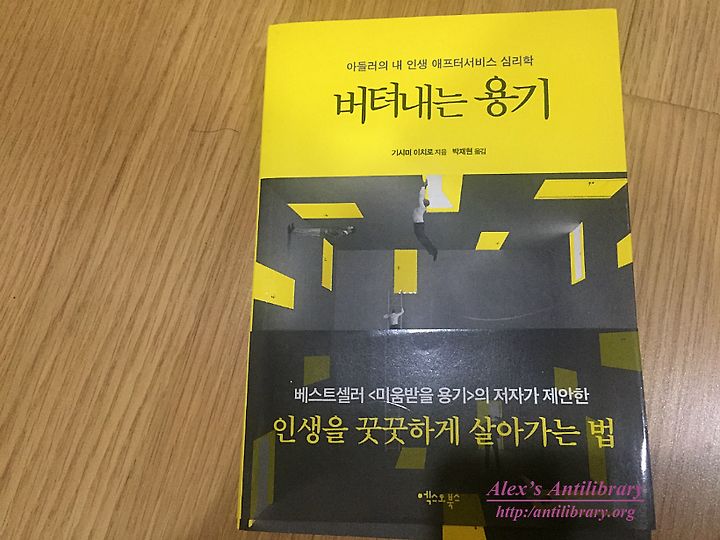 아들러의 내 인생 애프터서비스 심리학
버텨내는 용기
기시미 이치로 지음 박재현 옮김
베스트셀러 <미움받을 용기>의 저자가 제안한
인생을 꿋꿋하게 살아가는 법
엑스오북스
Alex's Antilibrary
http:/antilibrary.org